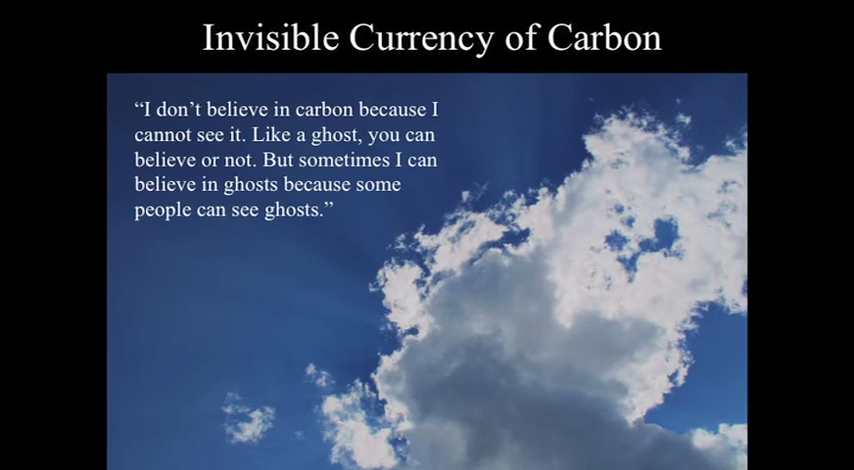 Invisible Currency of Carbon
“I don’t believe in carbon because I
cannot see it. Like a ghost, you can
believe or not. But sometimes I can
believe in ghosts because some
people can see ghosts.”